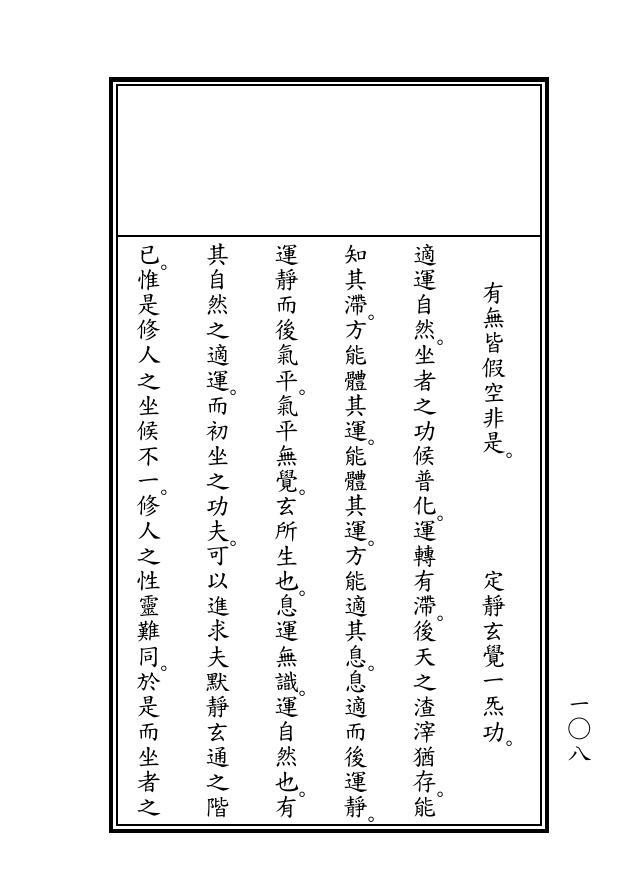 有無皆假空非是。　定靜玄覺一炁功。
適運自然。坐者之功候普化。運轉有滯。後天之渣滓猶存。能
知其滯。方能體其運。能體其運。方能適其息。息適而後運靜。
運靜而後氣平。氣平無覺。玄所生也。息運無識。運自然也。有
其自然之適運。而初坐之功夫。可以進求夫默靜玄通之階
已。惟是修人之坐候不一。修人之性靈難同。於是而坐者之
一〇八